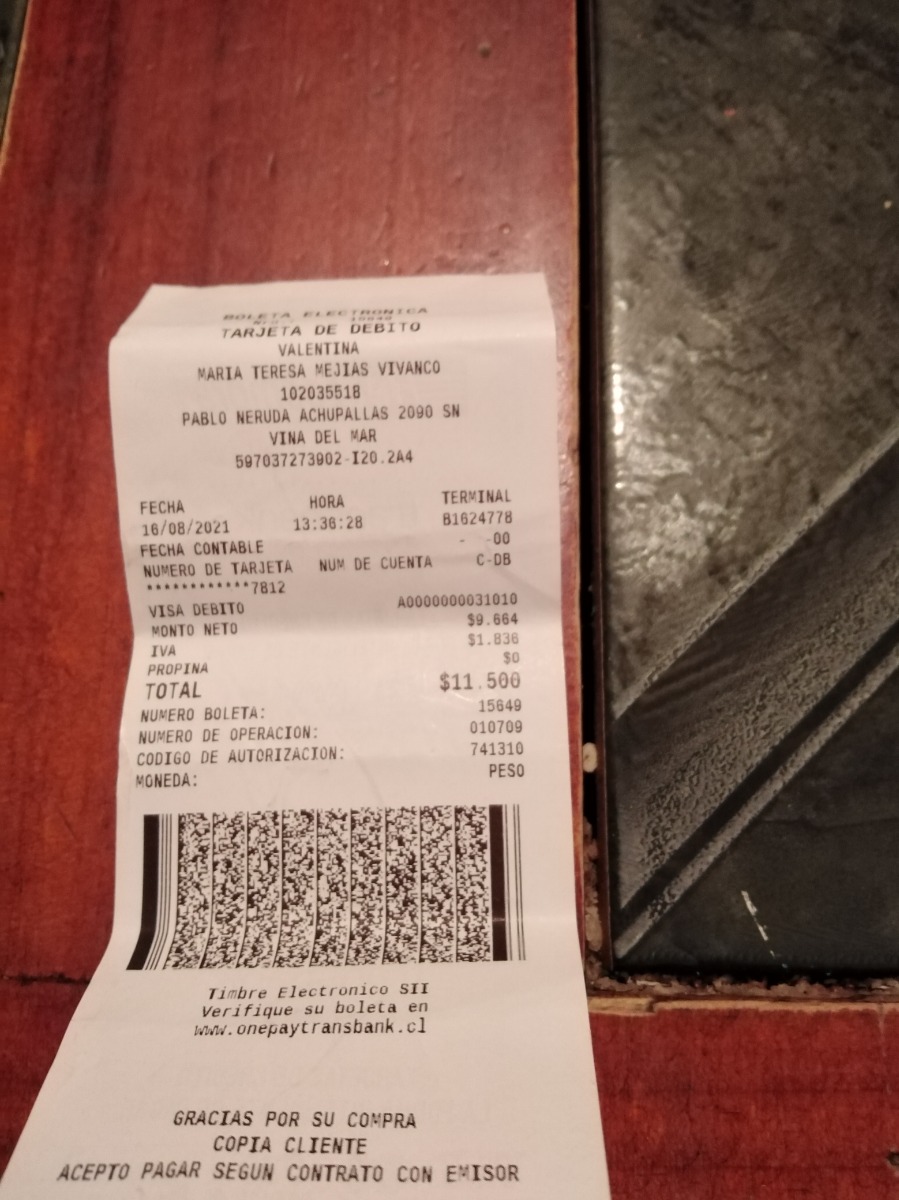 BOLETA ELECTRONICA
TARJETA DE DEBITO
VALENTINA
MARIA TERESA MEJIAS VIVANCO
102035518
PABLO NERUDA ACHUPALLAS 2090 SN
VINA DEL MAR
597037273902-I20.2A4
FECHA HORA TERMINAL
16/08/2021 13:36:28 B1624778
FECHA CONTABLE - -00
NUMERO DE TARJETA NUM DE CUENTA C-DB
************7812
VISA DEBITO A0000000031010
MONTO NETO $9.664
IVA $1.836
PROPINA $0
TOTAL $11.500
NUMERO BOLETA: 15649
NUMERO DE OPERACION: 010709
CODIGO DE AUTORIZACION: 741310
MONEDA: PESO
Timbre Electronico SII
Verifique su boleta en
www.onepaytransbank.cl
GRACIAS POR SU COMPRA
COPIA CLIENTE
ACEPTO PAGAR SEGUN CONTRATO CON EMISOR